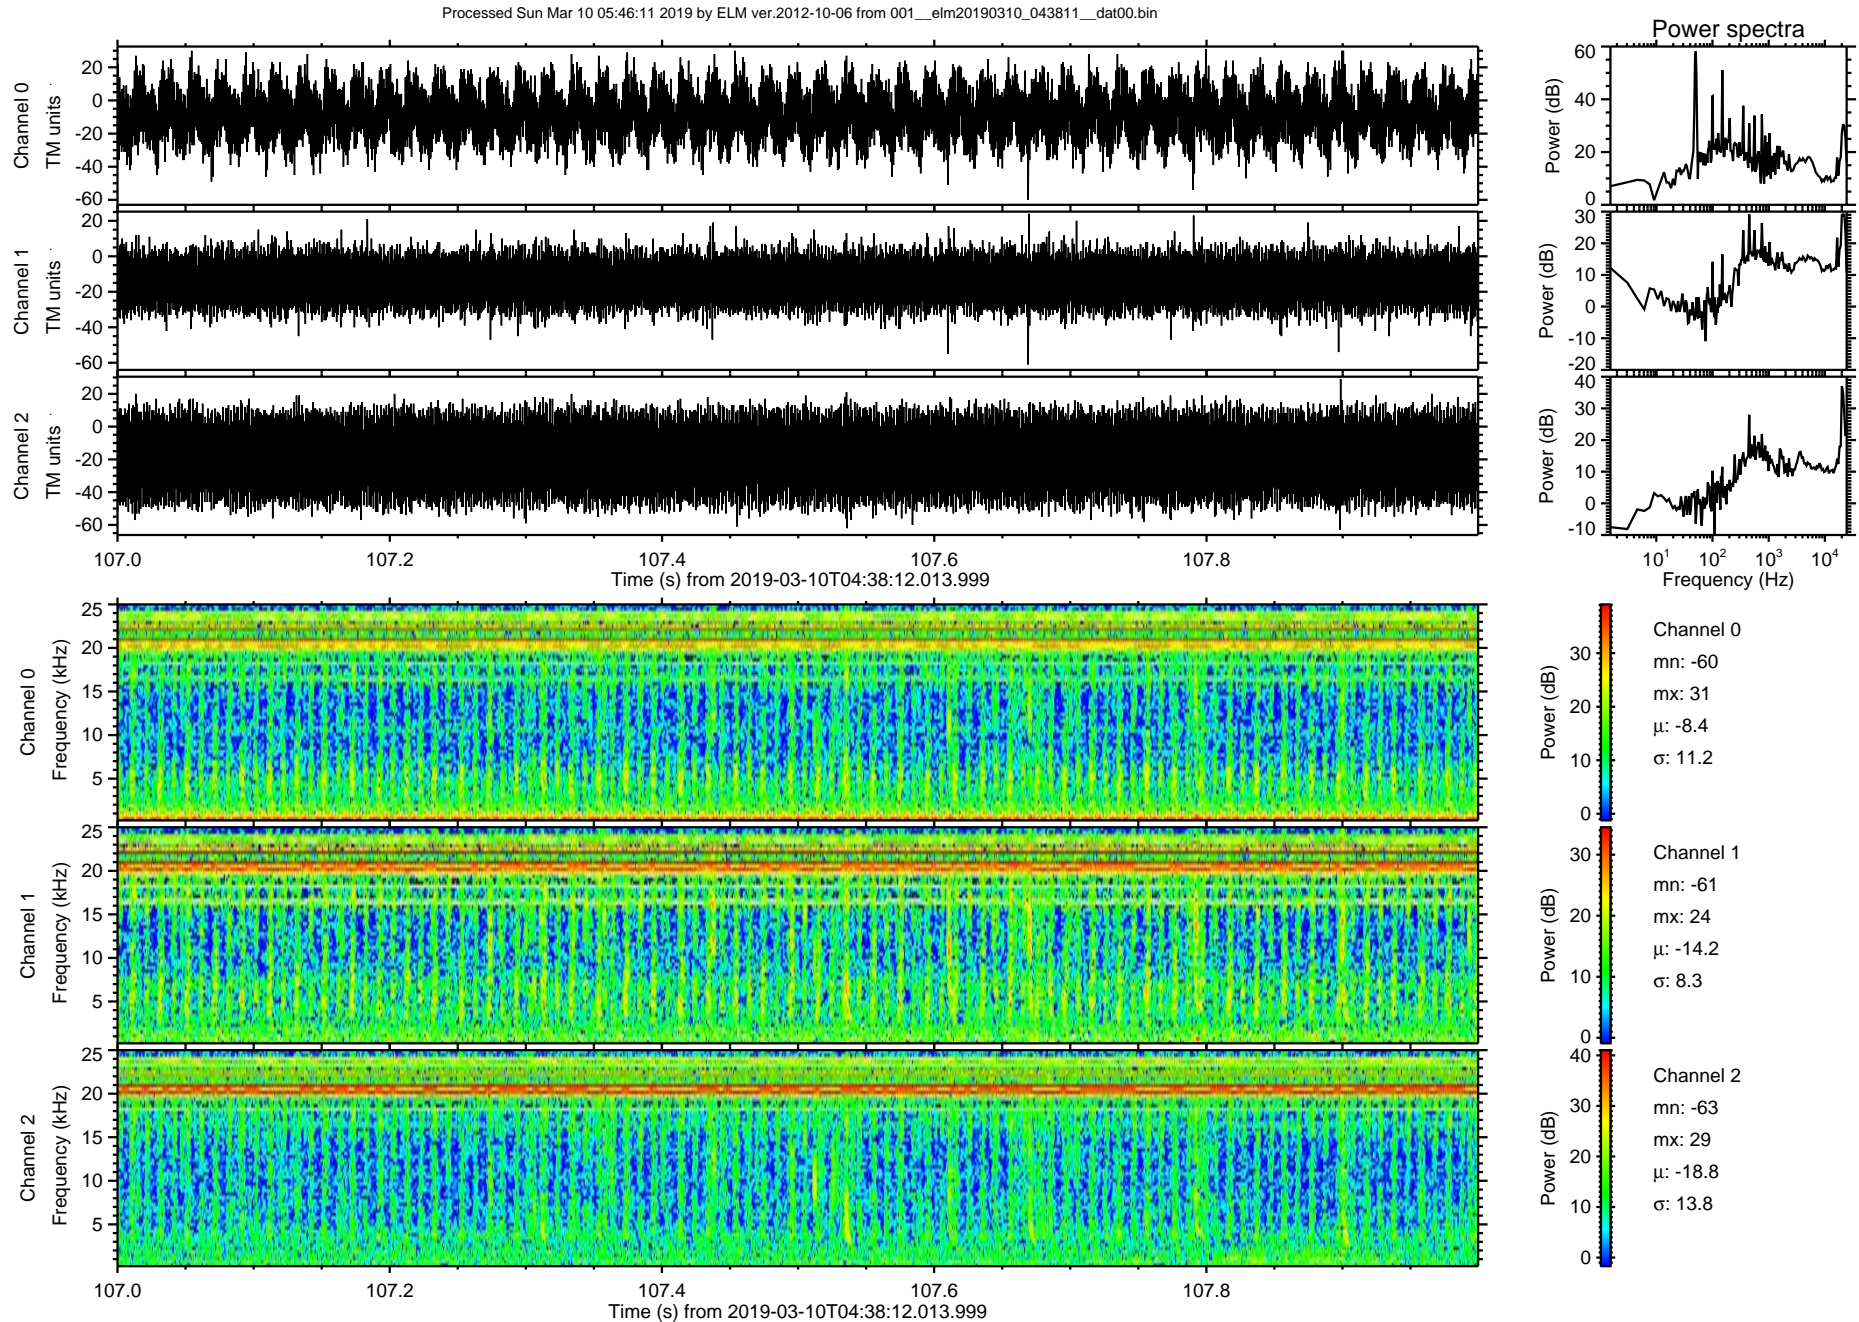 Processed Sun Mar 10 05:46:11 2019 by ELM ver.2012-10-06 from 001__elm20190310_043811__dat00.bin
Power spectra
Channel 0
TM units
20
0
-20
-40
-60
Power (dB)
60
40
20
0
Channel 1
TM units
20
0
-20
-40
-60
Power (dB)
30
20
10
0
-10
-20
Channel 2
TM units
20
0
-20
-40
-60
Power (dB)
40
30
20
10
0
-10
107.0 107.2 107.4 107.6 107.8
Time (s) from 2019-03-10T04:38:12.013.999
10^1 10^2 10^3 10^4
Frequency (Hz)
Channel 0
Frequency (kHz)
25
20
15
10
5
Power (dB)
30
20
10
0
Channel 0
mn: -60
mx: 31
μ: -8.4
σ: 11.2
Channel 1
Frequency (kHz)
25
20
15
10
5
Power (dB)
30
20
10
0
Channel 1
mn: -61
mx: 24
μ: -14.2
σ: 8.3
Channel 2
Frequency (kHz)
25
20
15
10
5
Power (dB)
40
30
20
10
0
Channel 2
mn: -63
mx: 29
μ: -18.8
σ: 13.8
107.0 107.2 107.4 107.6 107.8
Time (s) from 2019-03-10T04:38:12.013.999